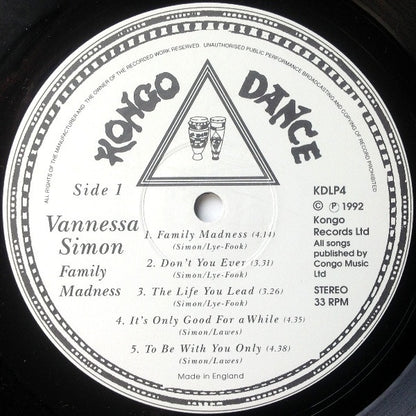 ALL RIGHTS OF THE MANUFACTURER AND THE OWNER OF THE RECORDED WORK RESERVED. UNAUTHORISED PUBLIC PERFORMANCE BROADCASTING AND COPYING OF RECORD PROHIBITED
KONGO DANCE
Side 1
Vannessa
Simon
Family
Madness
KDLP4
© ℗ 1992
Kongo
Records Ltd
All songs
published by
Congo Music
Ltd
STEREO
33 RPM
1. Family Madness (4.14)
(Simon/Lye-Fook)
2. Don't You Ever (3.31)
(Simon/Lye-Fook)
3. The Life You Lead (3.26)
(Simon/Lye-Fook)
4. It's Only Good For a While (4.35)
(Simon/Lawes)
5. To Be With You Only (4.38)
(Simon/Lawes)
Made in England